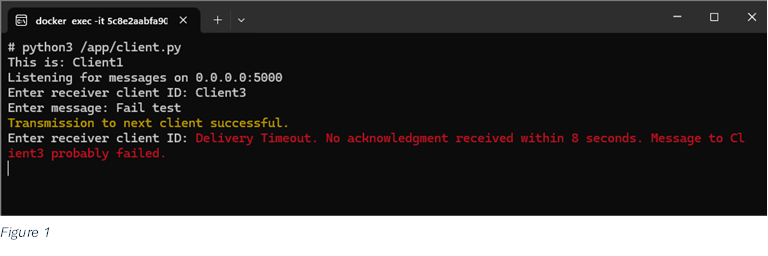 docker exec -it 5c8e2aabfa90
# python3 /app/client.py
This is: Client1
Listening for messages on 0.0.0.0:5000
Enter receiver client ID: Client3
Enter message: Fail test
Transmission to next client successful.
Enter receiver client ID: Delivery Timeout. No acknowledgment received within 8 seconds. Message to Cl
ient3 probably failed.
Figure 1